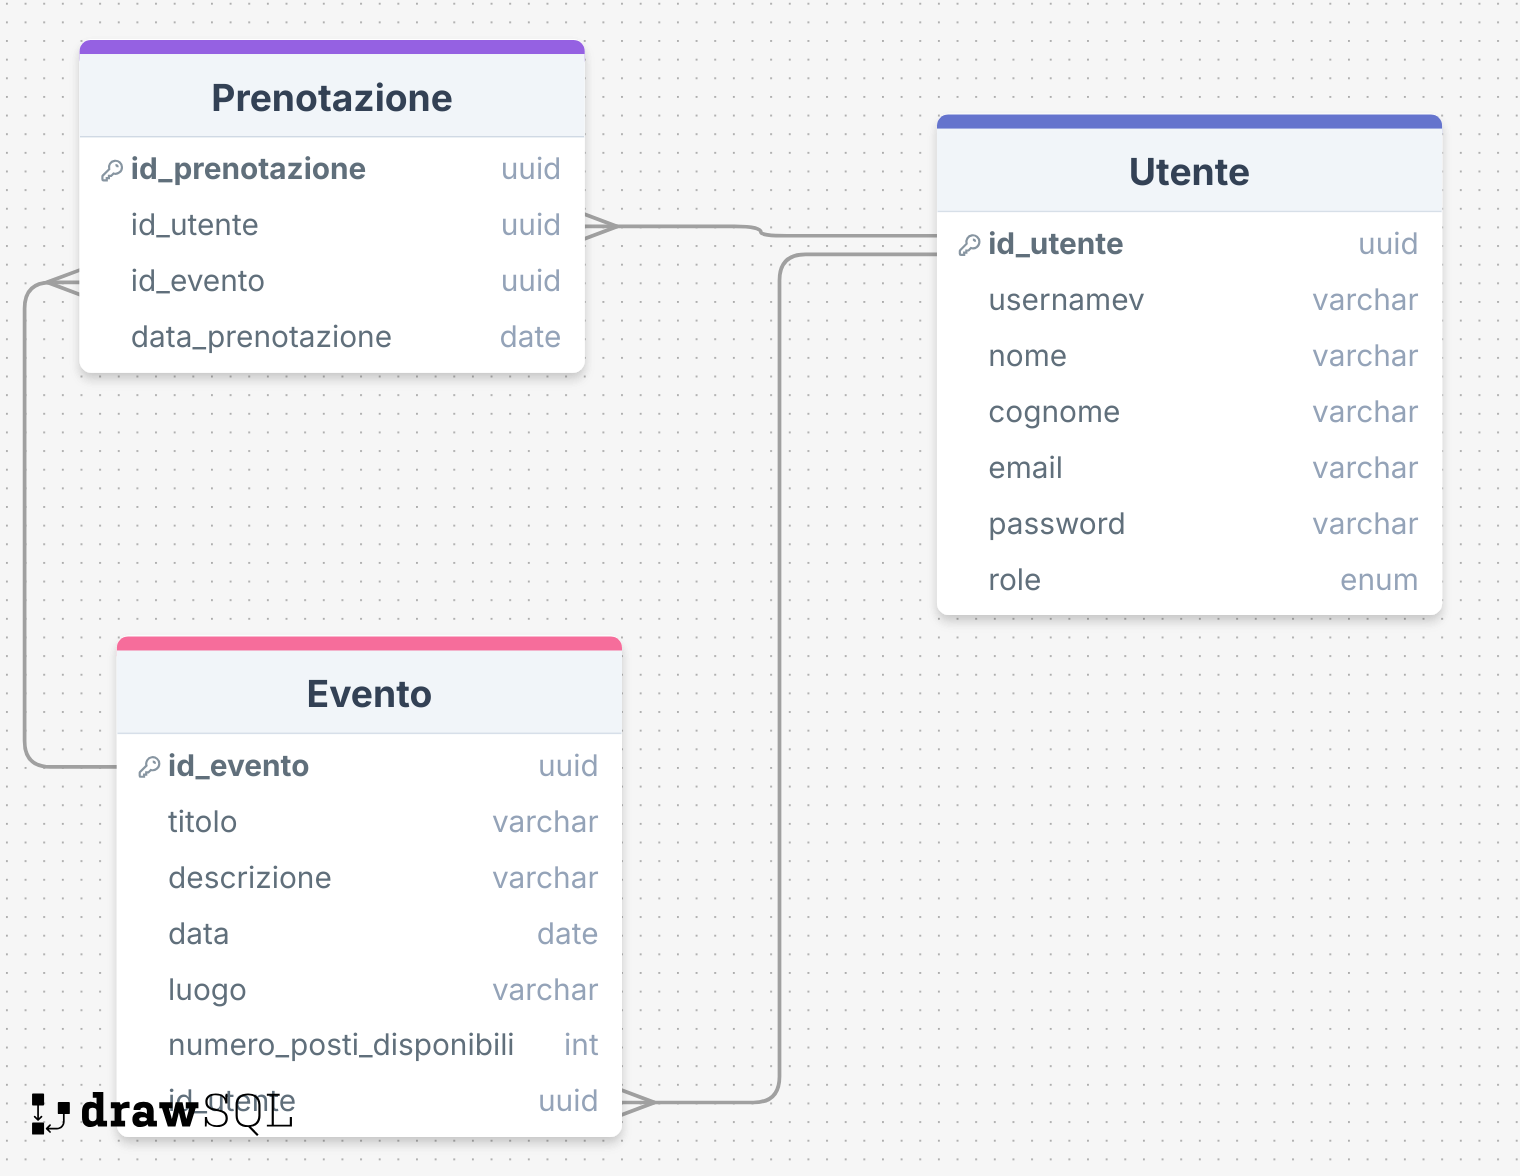 Prenotazione
id_prenotazione uuid
id_utente uuid
id_evento uuid
data_prenotazione date
Utente
id_utente uuid
usernamev varchar
nome varchar
cognome varchar
email varchar
password varchar
role enum
Evento
id_evento uuid
titolo varchar
descrizione varchar
data date
luogo varchar
numero_posti_disponibili int
id_utente uuid
drawSQL